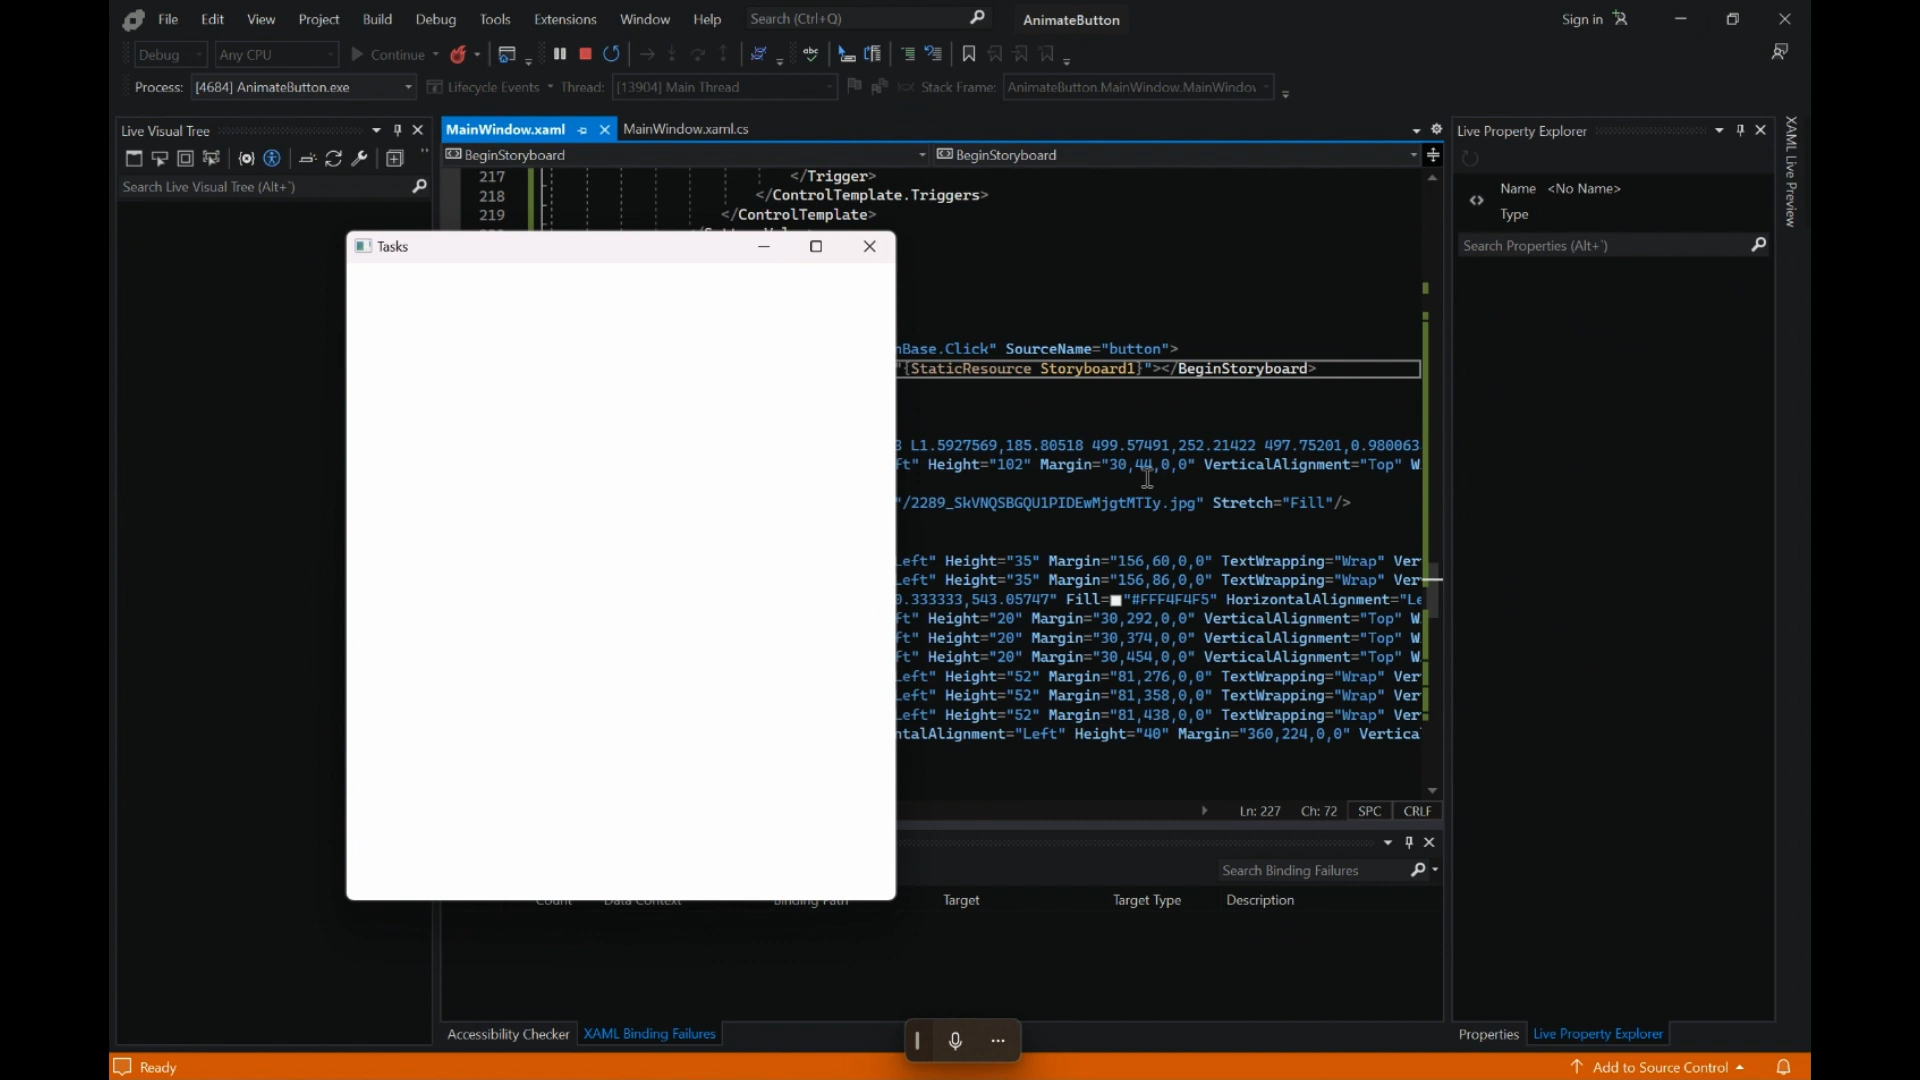 File Edit View Project Build Debug Test Tools Extensions Window Help Search (Ctrl+Q) AnimateButton Sign in
Debug Any CPU Continue
Process: [4684] AnimateButton.exe Lifecycle Events Thread: [13904] Main Thread Stack Frame: AnimateButton.MainWindow.MainWindow
Live Visual Tree
MainWindow.xaml MainWindow.xaml.cs
Live Property Explorer
XAML Live Preview
BeginStoryboard BeginStoryboard
Search Live Visual Tree (Alt+`)
Name <No Name>
Type
Search Properties (Alt+`)
217 </Trigger>
218 </ControlTemplate.Triggers>
219 </ControlTemplate>
Tasks
nBase.Click" SourceName="button">
"{StaticResource Storyboard1}"></BeginStoryboard>
3 L1.5927569,185.80518 499.57491,252.21422 497.75201,0.980063
ft" Height="102" Margin="30,44,0,0" VerticalAlignment="Top" W
"/2289_SkVNQSBGQU1PIDEwMjgtMTIy.jpg" Stretch="Fill"/>
Left" Height="35" Margin="156,60,0,0" TextWrapping="Wrap" Ver
Left" Height="35" Margin="156,86,0,0" TextWrapping="Wrap" Ver
0.333333,543.05747" Fill="#FFF4F4F5" HorizontalAlignment="Le
ft" Height="20" Margin="30,292,0,0" VerticalAlignment="Top" W
ft" Height="20" Margin="30,374,0,0" VerticalAlignment="Top" W
ft" Height="20" Margin="30,454,0,0" VerticalAlignment="Top" W
Left" Height="52" Margin="81,276,0,0" TextWrapping="Wrap" Ver
Left" Height="52" Margin="81,358,0,0" TextWrapping="Wrap" Ver
Left" Height="52" Margin="81,438,0,0" TextWrapping="Wrap" Ver
ntalAlignment="Left" Height="40" Margin="360,224,0,0" Vertica
Ln: 227 Ch: 72 SPC CRLF
Search Binding Failures
Count Data Context Binding Path Target Target Type Description
Accessibility Checker XAML Binding Failures
Properties Live Property Explorer
Ready Add to Source Control